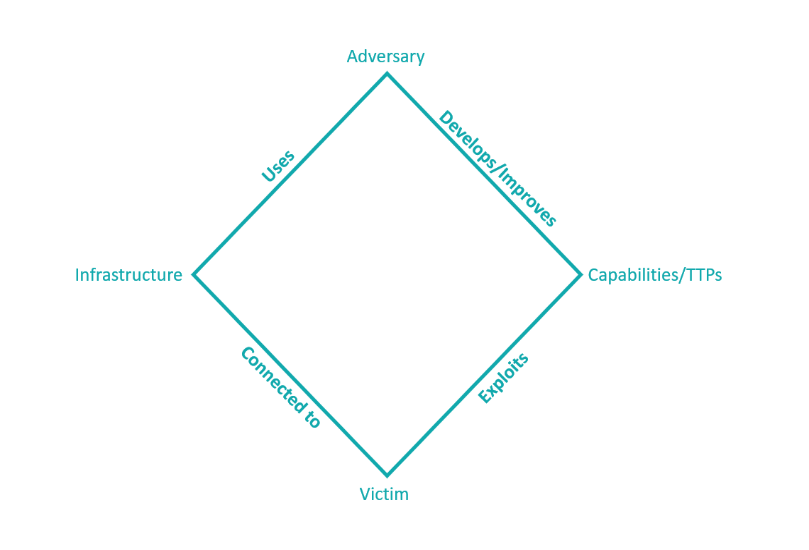 Adversary
Develops/Improves
Uses
Infrastructure
Capabilities/TTPs
Connected to
Exploits
Victim